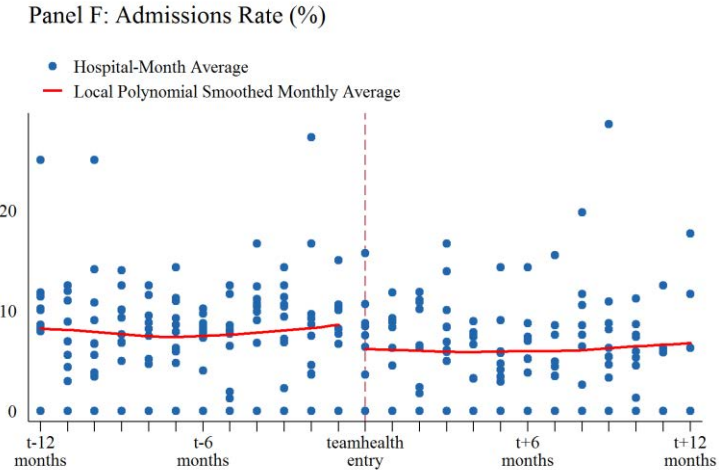 Panel F: Admissions Rate (%)
Hospital-Month Average
Local Polynomial Smoothed Monthly Average
20
10
0
t-12 months
t-6 months
teamhealth entry
t+6 months
t+12 months